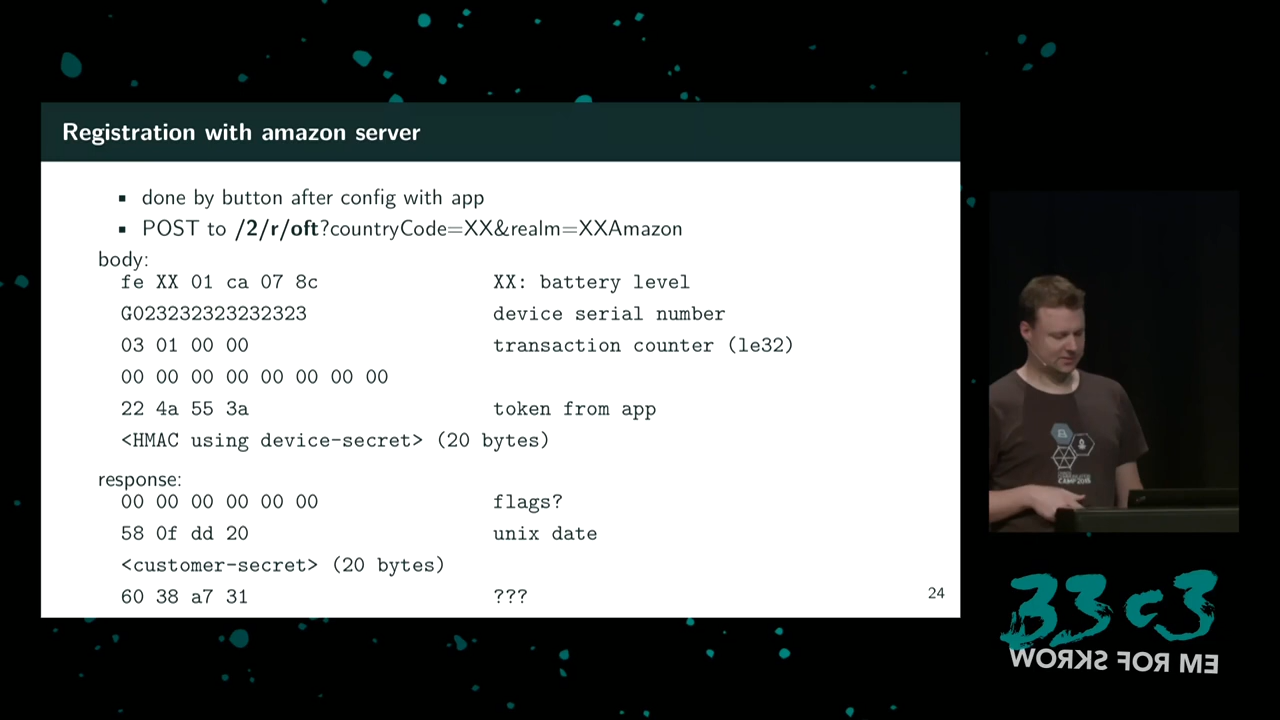 Registration with amazon server
▪ done by button after config with app
▪ POST to /2/r/oft?countryCode=XX&realm=XXAmazon
body:
fe XX 01 ca 07 8c XX: battery level
G023232323232323 device serial number
03 01 00 00 transaction counter (le32)
00 00 00 00 00 00 00 00
22 4a 55 3a token from app
<HMAC using device-secret> (20 bytes)
response:
00 00 00 00 00 00 flags?
58 0f dd 20 unix date
<customer-secret> (20 bytes)
60 38 a7 31 ???
24
33c3
WORKS FOR ME